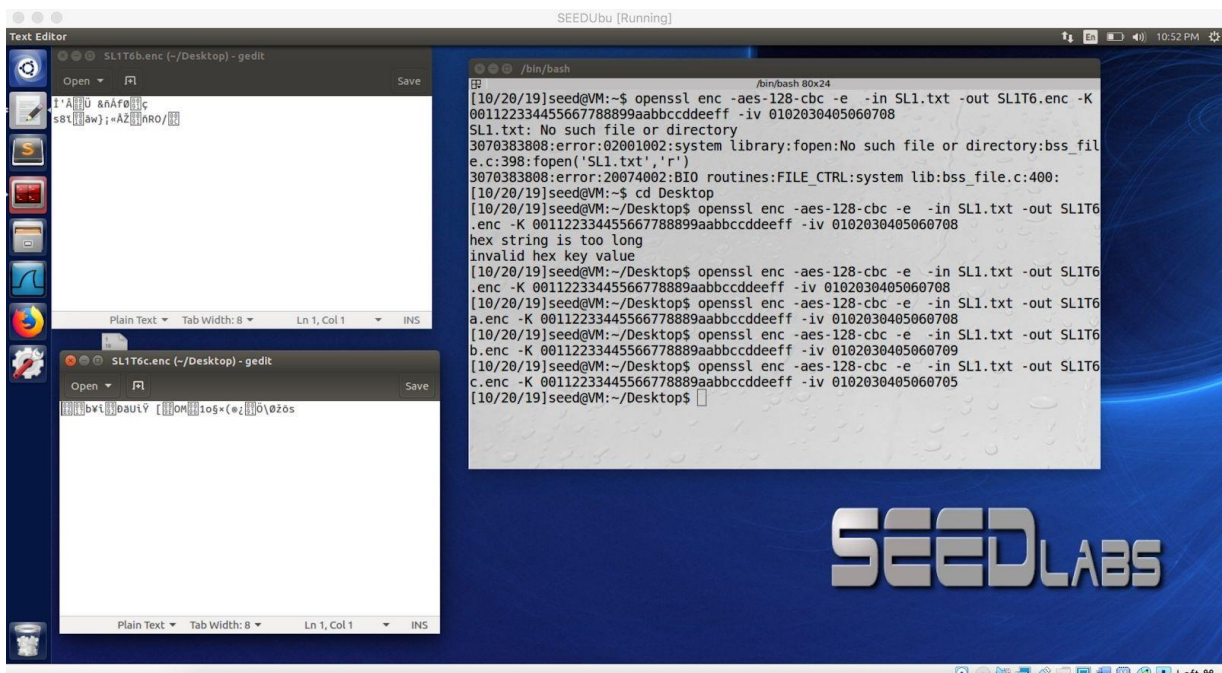 SEEDUbu [Running]
Text Editor
En
10:52 PM
SL1T6b.enc (~/Desktop) - gedit
Open
Save
Plain Text
Tab Width: 8
Ln 1, Col 1
INS
SL1T6c.enc (~/Desktop) - gedit
Open
Save
Plain Text
Tab Width: 8
Ln 1, Col 1
INS
/bin/bash
/bin/bash 80x24
[10/20/19]seed@VM:~$ openssl enc -aes-128-cbc -e  -in SL1.txt -out SL1T6.enc -K
001122334455667788899aabbccddeeff -iv 0102030405060708
SL1.txt: No such file or directory
3070383808:error:02001002:system library:fopen:No such file or directory:bss_fil
e.c:398:fopen('SL1.txt','r')
3070383808:error:20074002:BIO routines:FILE_CTRL:system lib:bss_file.c:400:
[10/20/19]seed@VM:~$ cd Desktop
[10/20/19]seed@VM:~/Desktop$ openssl enc -aes-128-cbc -e  -in SL1.txt -out SL1T6
.enc -K 001122334455667788899aabbccddeeff -iv 0102030405060708
hex string is too long
invalid hex key value
[10/20/19]seed@VM:~/Desktop$ openssl enc -aes-128-cbc -e  -in SL1.txt -out SL1T6
.enc -K 00112233445566778889aabbccddeeff -iv 0102030405060708
[10/20/19]seed@VM:~/Desktop$ openssl enc -aes-128-cbc -e  -in SL1.txt -out SL1T6
a.enc -K 00112233445566778889aabbccddeeff -iv 0102030405060708
[10/20/19]seed@VM:~/Desktop$ openssl enc -aes-128-cbc -e  -in SL1.txt -out SL1T6
b.enc -K 00112233445566778889aabbccddeeff -iv 0102030405060709
[10/20/19]seed@VM:~/Desktop$ openssl enc -aes-128-cbc -e  -in SL1.txt -out SL1T6
c.enc -K 00112233445566778889aabbccddeeff -iv 0102030405060705
[10/20/19]seed@VM:~/Desktop$
SEEDLABS
Left ⌘